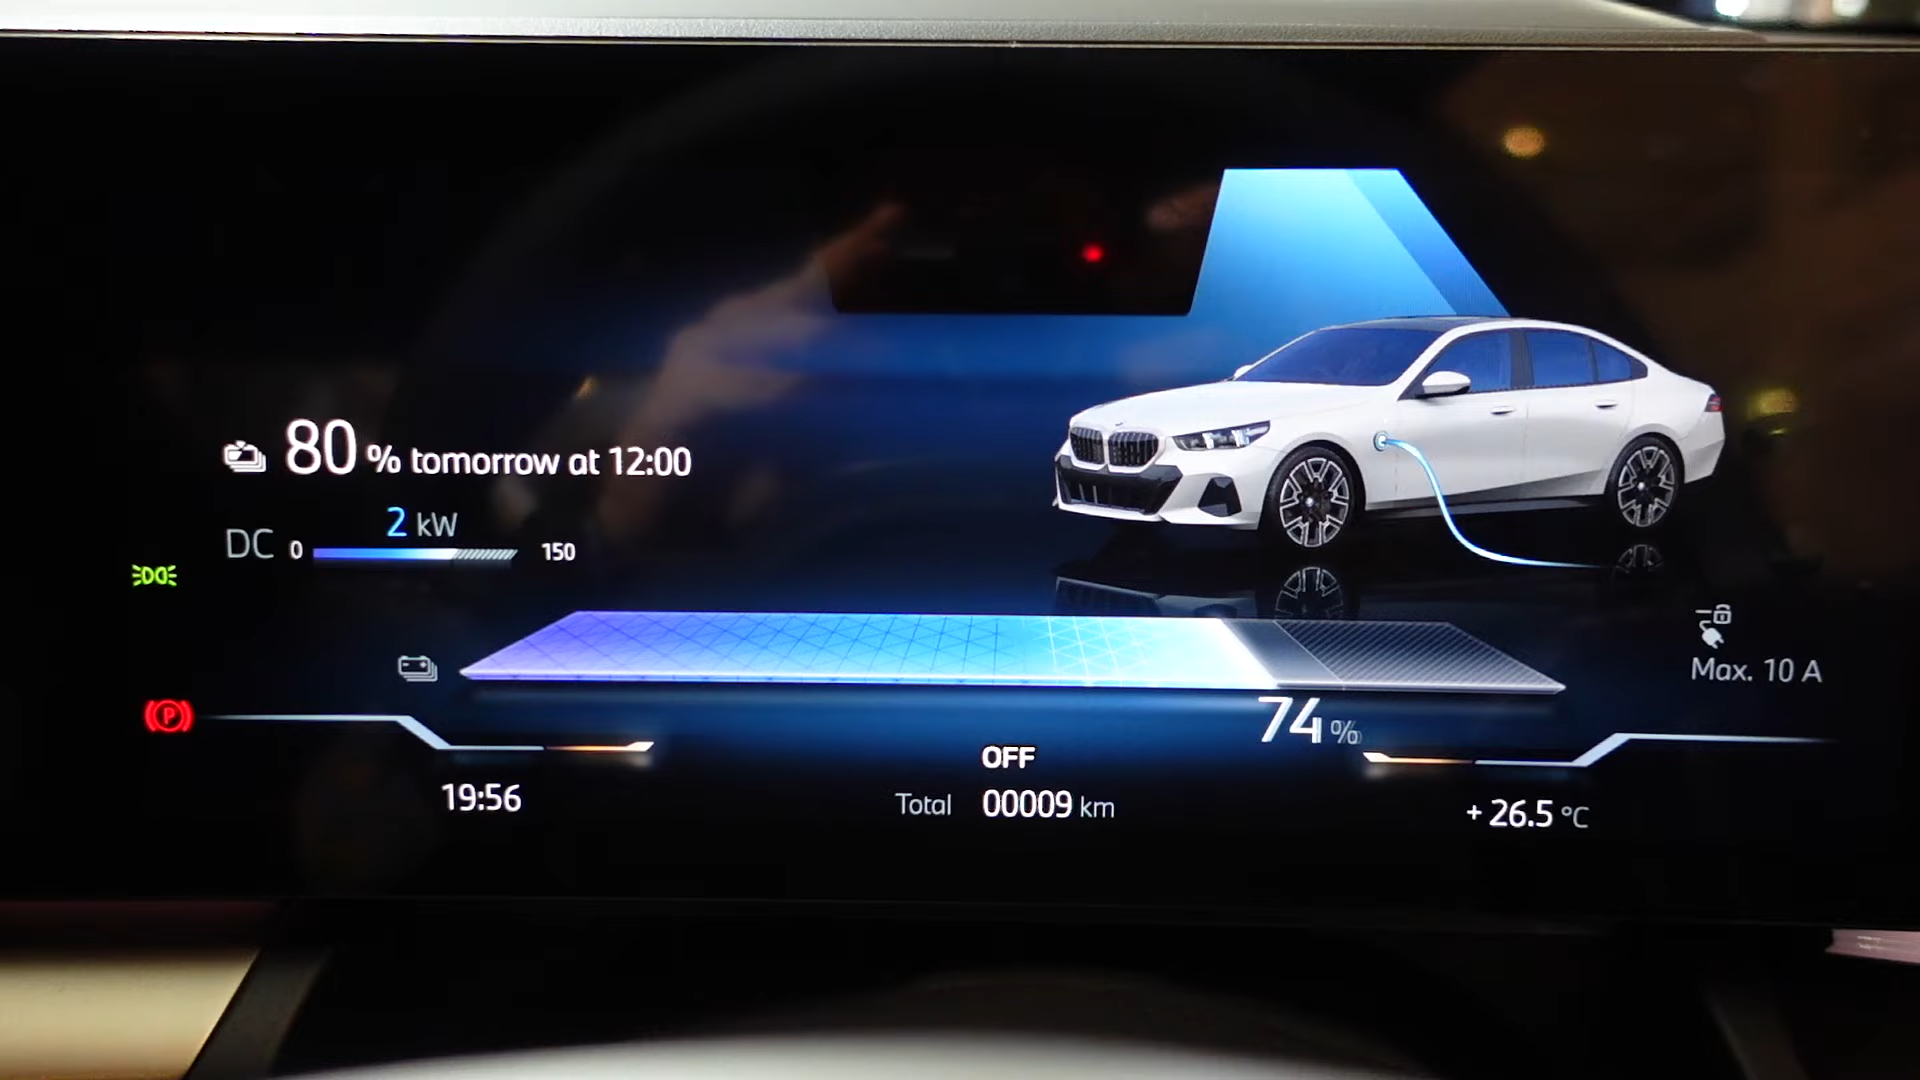 80 % tomorrow at 12:00
2 kW
DC 0 150
Max. 10 A
74 %
P
OFF
19:56
Total 00009 km
+ 26.5 °C